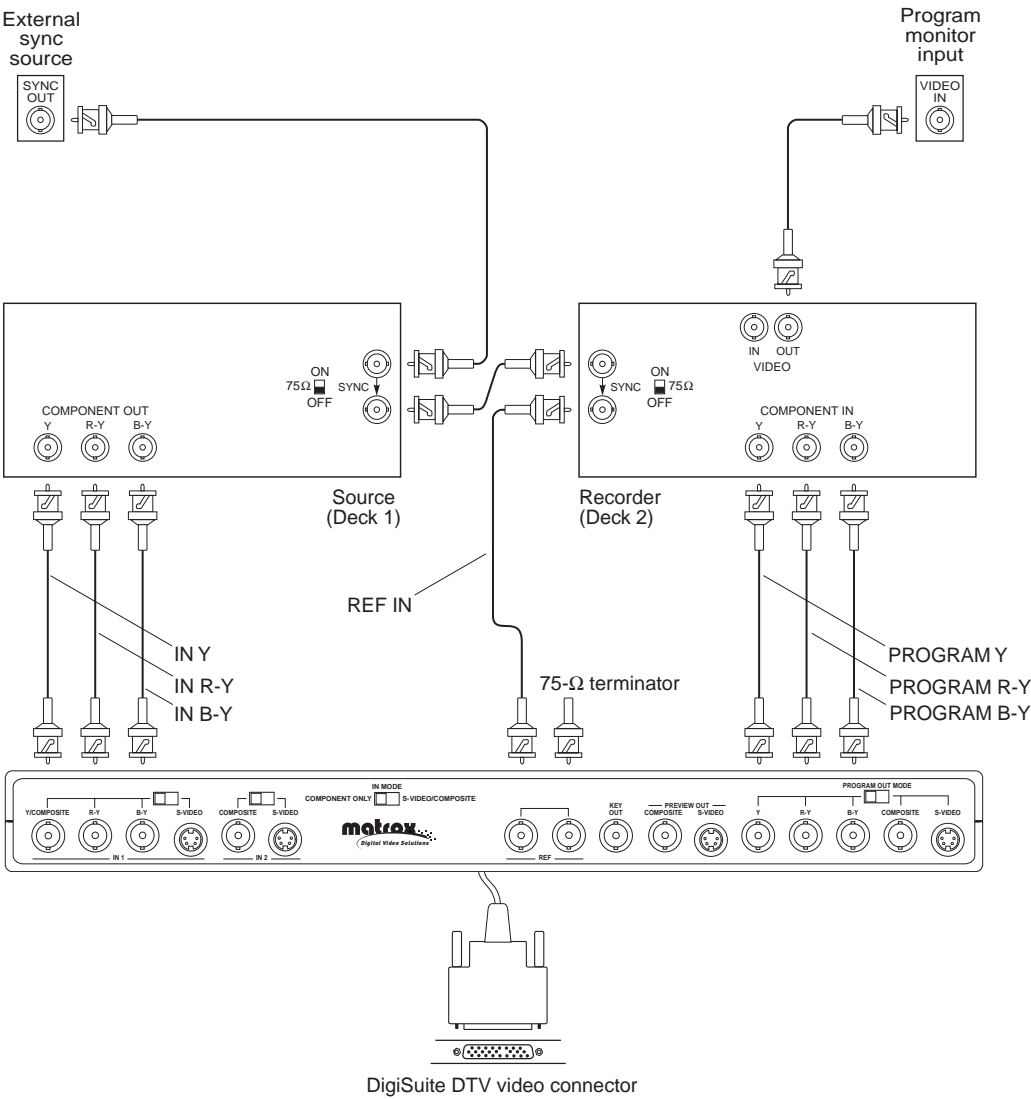 External
sync
source
SYNC
OUT
Program
monitor
input
VIDEO
IN
ON
75Ω
OFF
SYNC
COMPONENT OUT
Y R-Y B-Y
Source
(Deck 1)
IN OUT
VIDEO
ON
SYNC 75Ω
OFF
COMPONENT IN
Y R-Y B-Y
Recorder
(Deck 2)
REF IN
IN Y
IN R-Y
IN B-Y
75-Ω terminator
PROGRAM Y
PROGRAM R-Y
PROGRAM B-Y
Y/COMPOSITE R-Y B-Y S-VIDEO
IN 1
COMPOSITE S-VIDEO
IN 2
IN MODE
COMPONENT ONLY S-VIDEO/COMPOSITE
matrox
Digital Video Solutions
REF
KEY
OUT
PREVIEW OUT
COMPOSITE S-VIDEO
PROGRAM OUT MODE
Y R-Y B-Y COMPOSITE S-VIDEO
DigiSuite DTV video connector